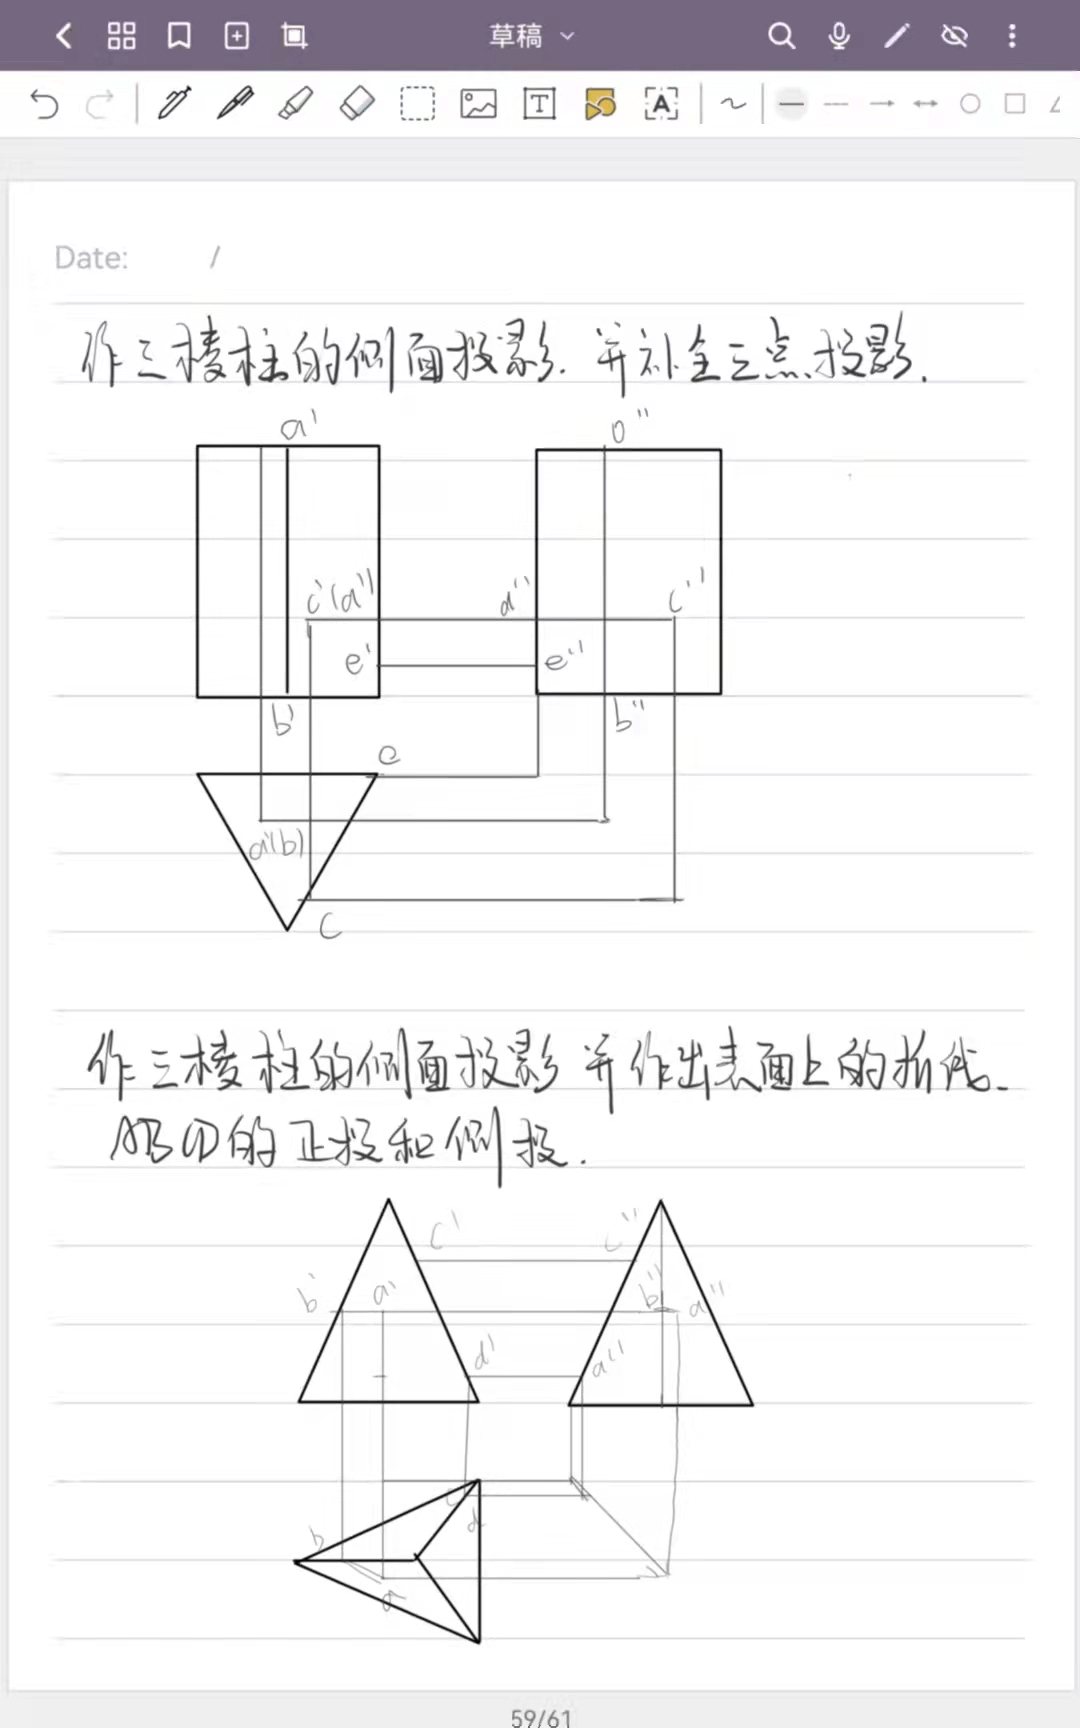 草稿
T
A
Date: /
作三棱柱的侧面投影.并补全三点投影.
a' 0"
c'(a") d" c"
e' e"
b' b"
e
a'(b)
c
作三棱柱的侧面投影并作出表面上的折线.
ABCD的正投和侧投.
c' c"
b' a' b" a"
d' a"
c
b d
a
59/61